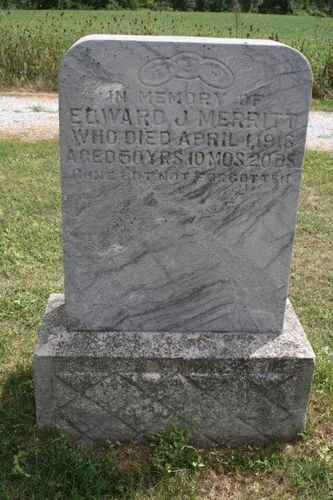 IN MEMORY OF
EDWARD J. MERRITT
WHO DIED APRIL 1, 1916
AGED 50 YRS. 10 MOS. 20 DS.
GONE BUT NOT FORGOTTEN